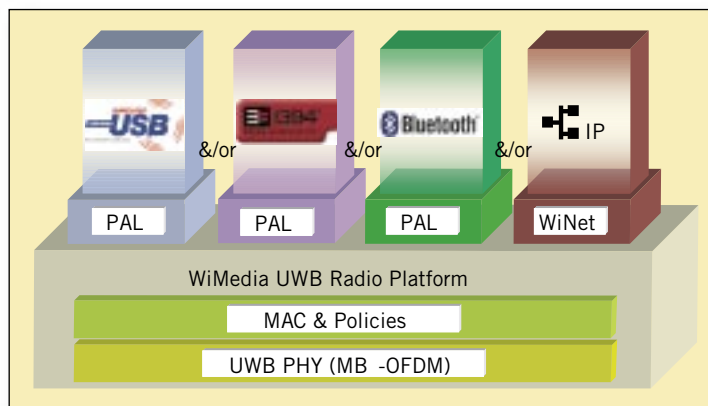 USB
&/or
1394
&/or
Bluetooth
&/or
IP
PAL
PAL
PAL
WiNet
WiMedia UWB Radio Platform
MAC & Policies
UWB PHY (MB -OFDM)